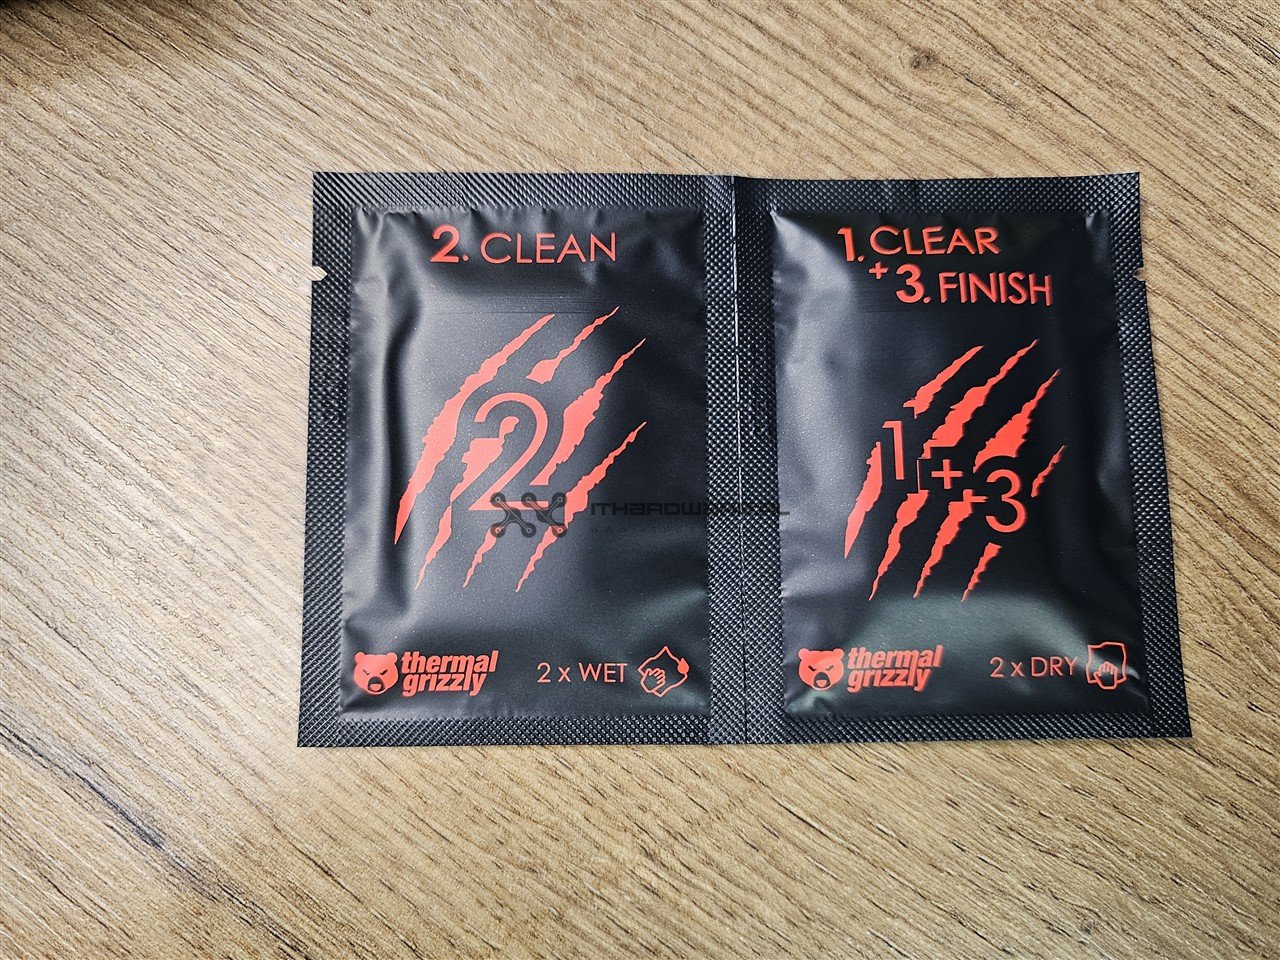 2. CLEAN
2
thermal
grizzly
2 x WET
1. CLEAR
+ 3. FINISH
1
+
3
thermal
grizzly
2 x DRY